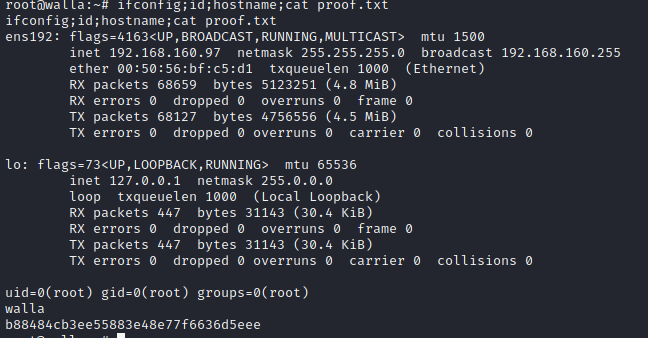 root@walla:~# ifconfig;id;hostname;cat proof.txt
ifconfig;id;hostname;cat proof.txt
ens192: flags=4163<UP,BROADCAST,RUNNING,MULTICAST>  mtu 1500
        inet 192.168.160.97  netmask 255.255.255.0  broadcast 192.168.160.255
        ether 00:50:56:bf:c5:d1  txqueuelen 1000  (Ethernet)
        RX packets 68659  bytes 5123251 (4.8 MiB)
        RX errors 0  dropped 0  overruns 0  frame 0
        TX packets 68127  bytes 4756556 (4.5 MiB)
        TX errors 0  dropped 0 overruns 0  carrier 0  collisions 0

lo: flags=73<UP,LOOPBACK,RUNNING>  mtu 65536
        inet 127.0.0.1  netmask 255.0.0.0
        loop  txqueuelen 1000  (Local Loopback)
        RX packets 447  bytes 31143 (30.4 KiB)
        RX errors 0  dropped 0  overruns 0  frame 0
        TX packets 447  bytes 31143 (30.4 KiB)
        TX errors 0  dropped 0 overruns 0  carrier 0  collisions 0

uid=0(root) gid=0(root) groups=0(root)
walla
b88484cb3ee55883e48e77f6636d5eee